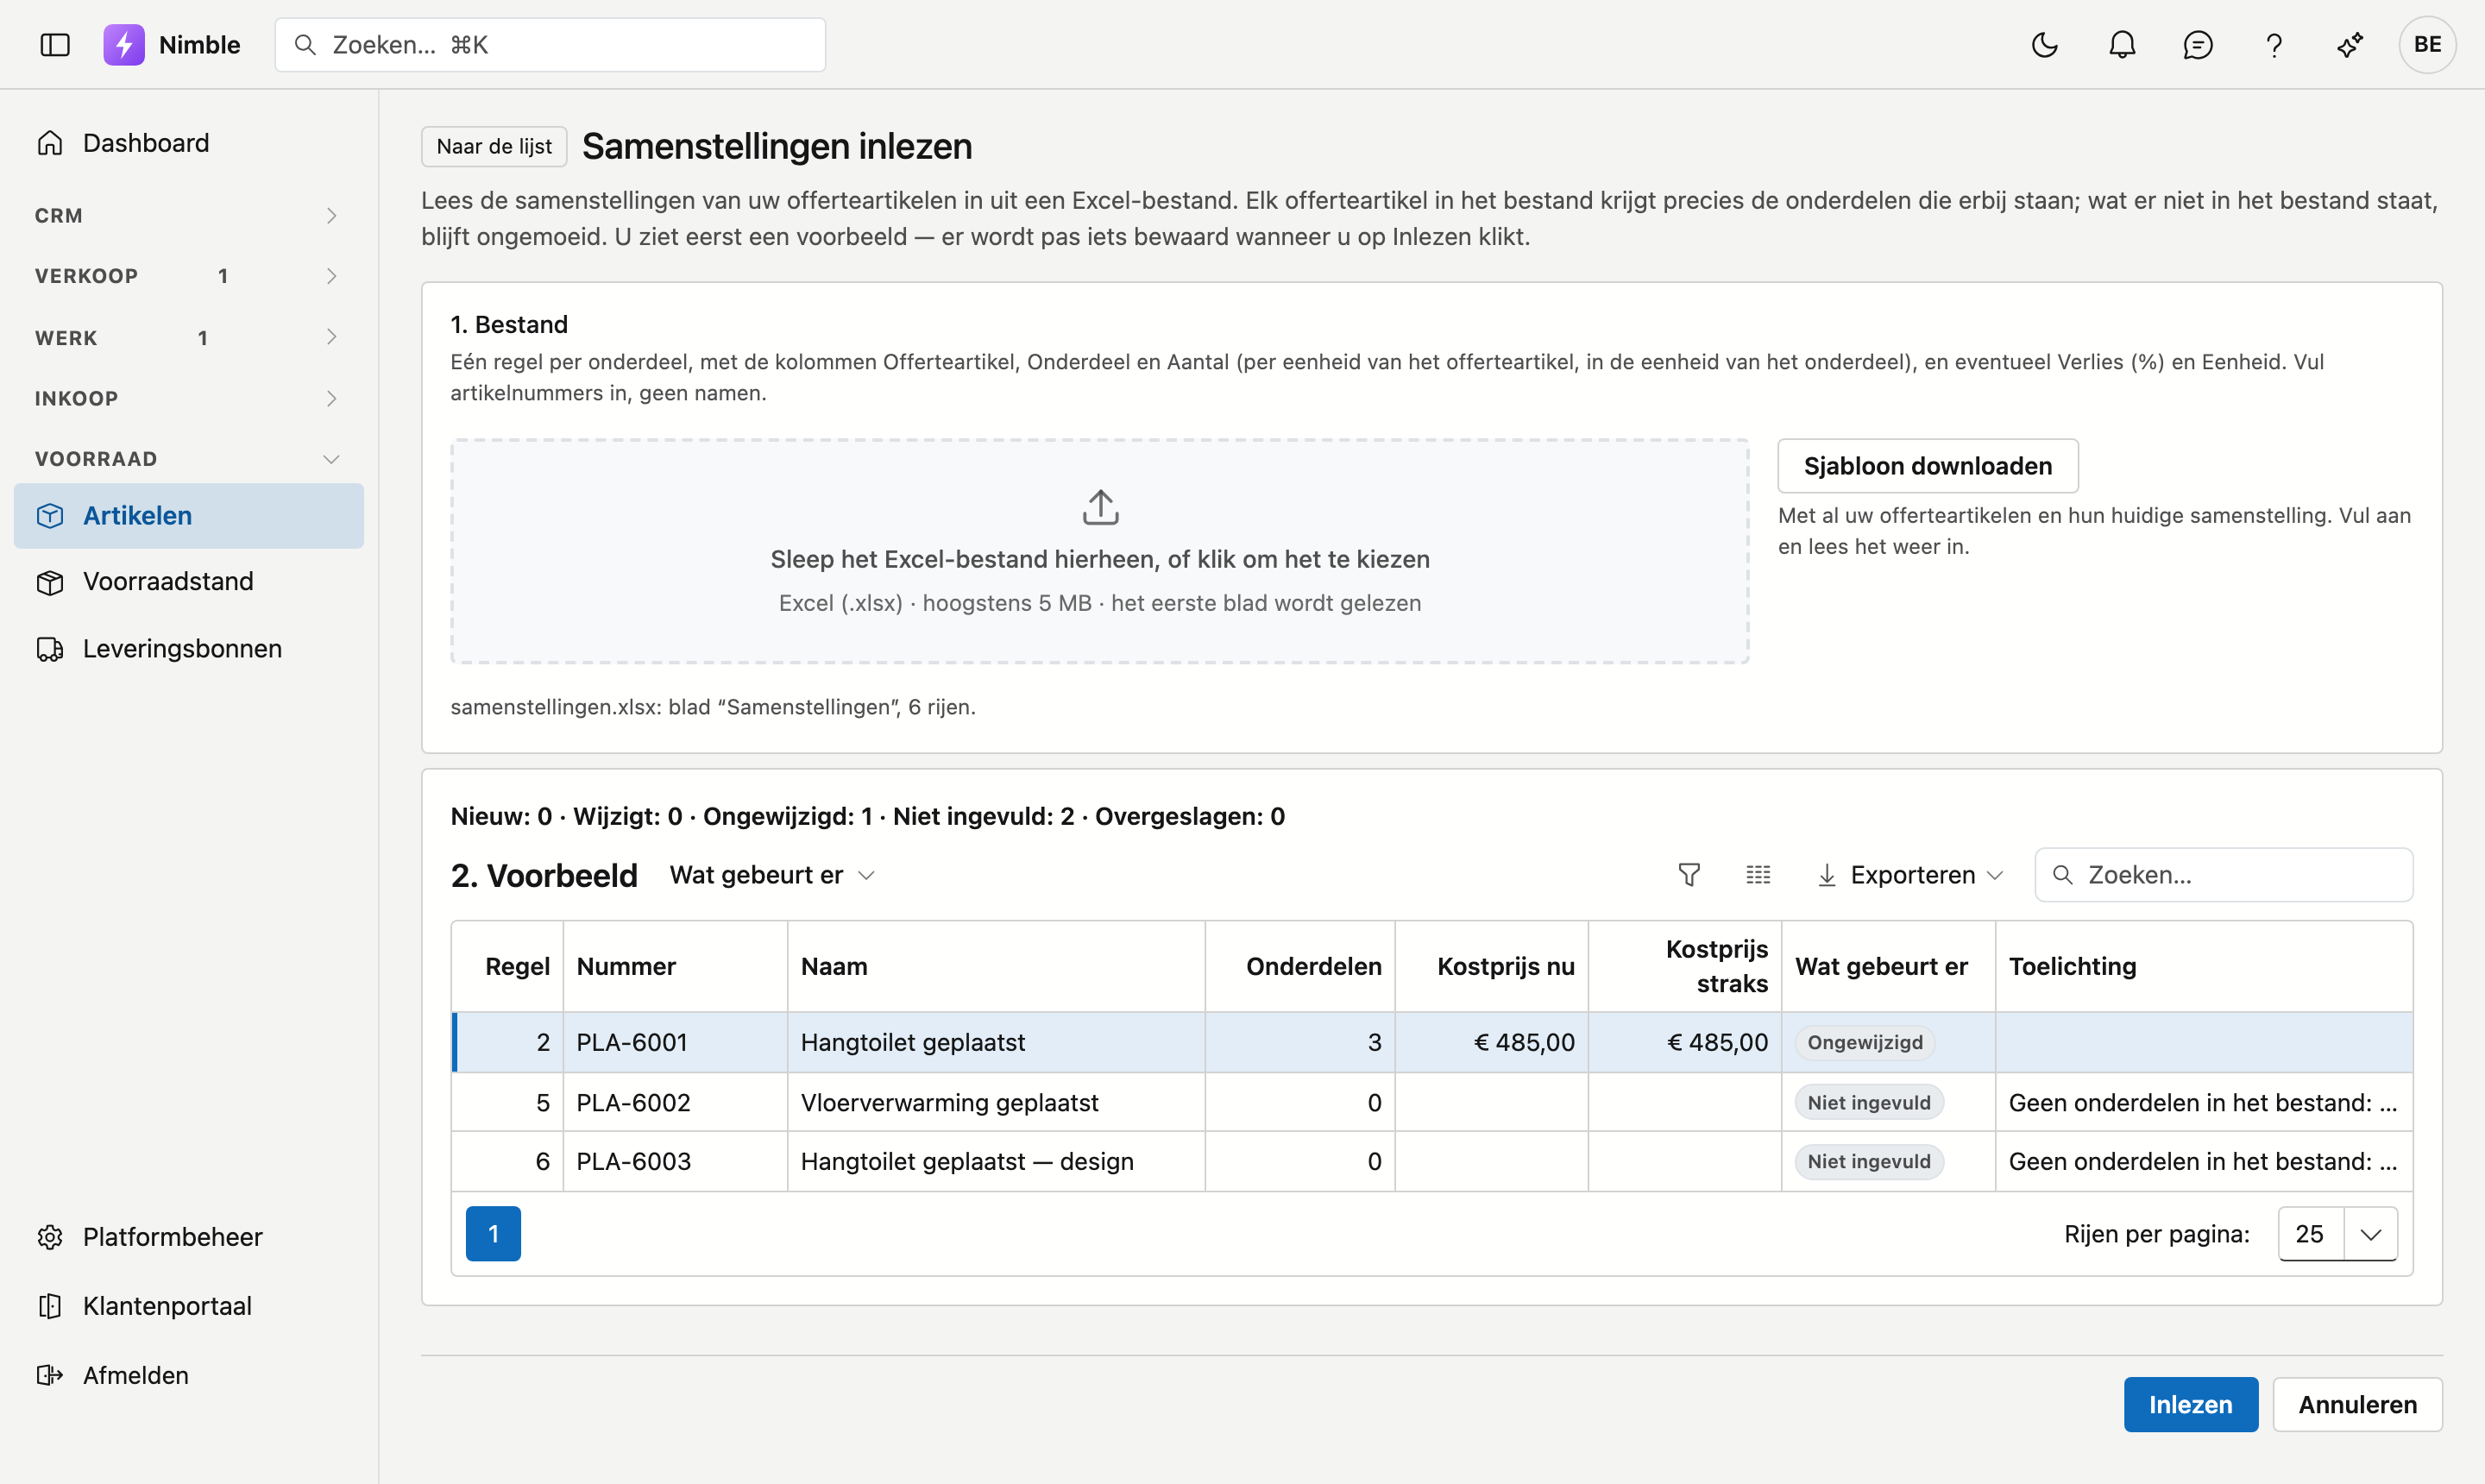 Nimble
Zoeken... ⌘K
BE
Dashboard
CRM
VERKOOP 1
WERK 1
INKOOP
VOORRAAD
Artikelen
Voorraadstand
Leveringsbonnen
Platformbeheer
Klantenportaal
Afmelden
Naar de lijst
Samenstellingen inlezen
Lees de samenstellingen van uw offerteartikelen in uit een Excel-bestand. Elk offerteartikel in het bestand krijgt precies de onderdelen die erbij staan; wat er niet in het bestand staat,
blijft ongemoeid. U ziet eerst een voorbeeld — er wordt pas iets bewaard wanneer u op Inlezen klikt.
1. Bestand
Eén regel per onderdeel, met de kolommen Offerteartikel, Onderdeel en Aantal (per eenheid van het offerteartikel, in de eenheid van het onderdeel), en eventueel Verlies (%) en Eenheid. Vul
artikelnummers in, geen namen.
Sleep het Excel-bestand hierheen, of klik om het te kiezen
Excel (.xlsx) · hoogstens 5 MB · het eerste blad wordt gelezen
Sjabloon downloaden
Met al uw offerteartikelen en hun huidige samenstelling. Vul aan
en lees het weer in.
samenstellingen.xlsx: blad “Samenstellingen”, 6 rijen.
Nieuw: 0 · Wijzigt: 0 · Ongewijzigd: 1 · Niet ingevuld: 2 · Overgeslagen: 0
2. Voorbeeld
Wat gebeurt er
Exporteren
Zoeken...
Regel Nummer Naam Onderdelen Kostprijs nu Kostprijs straks Wat gebeurt er Toelichting
2 PLA-6001 Hangtoilet geplaatst 3 € 485,00 € 485,00 Ongewijzigd
5 PLA-6002 Vloerverwarming geplaatst 0 Niet ingevuld Geen onderdelen in het bestand: ...
6 PLA-6003 Hangtoilet geplaatst — design 0 Niet ingevuld Geen onderdelen in het bestand: ...
1
Rijen per pagina: 25
Inlezen
Annuleren